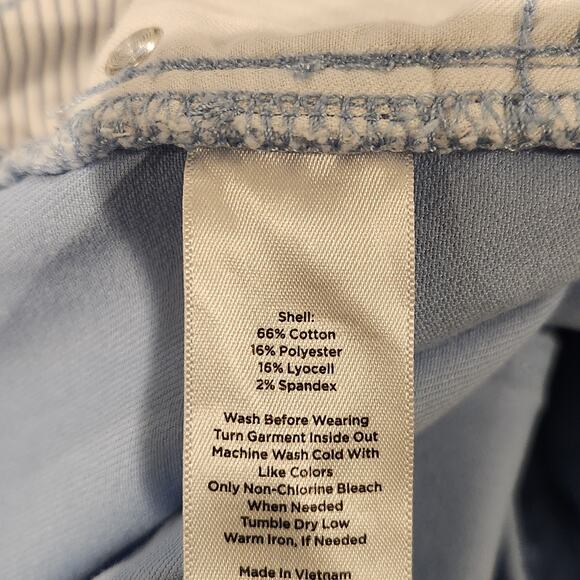 Shell:
66% Cotton
16% Polyester
16% Lyocell
2% Spandex
Wash Before Wearing
Turn Garment Inside Out
Machine Wash Cold With
Like Colors
Only Non-Chlorine Bleach
When Needed
Tumble Dry Low
Warm Iron, If Needed
Made In Vietnam